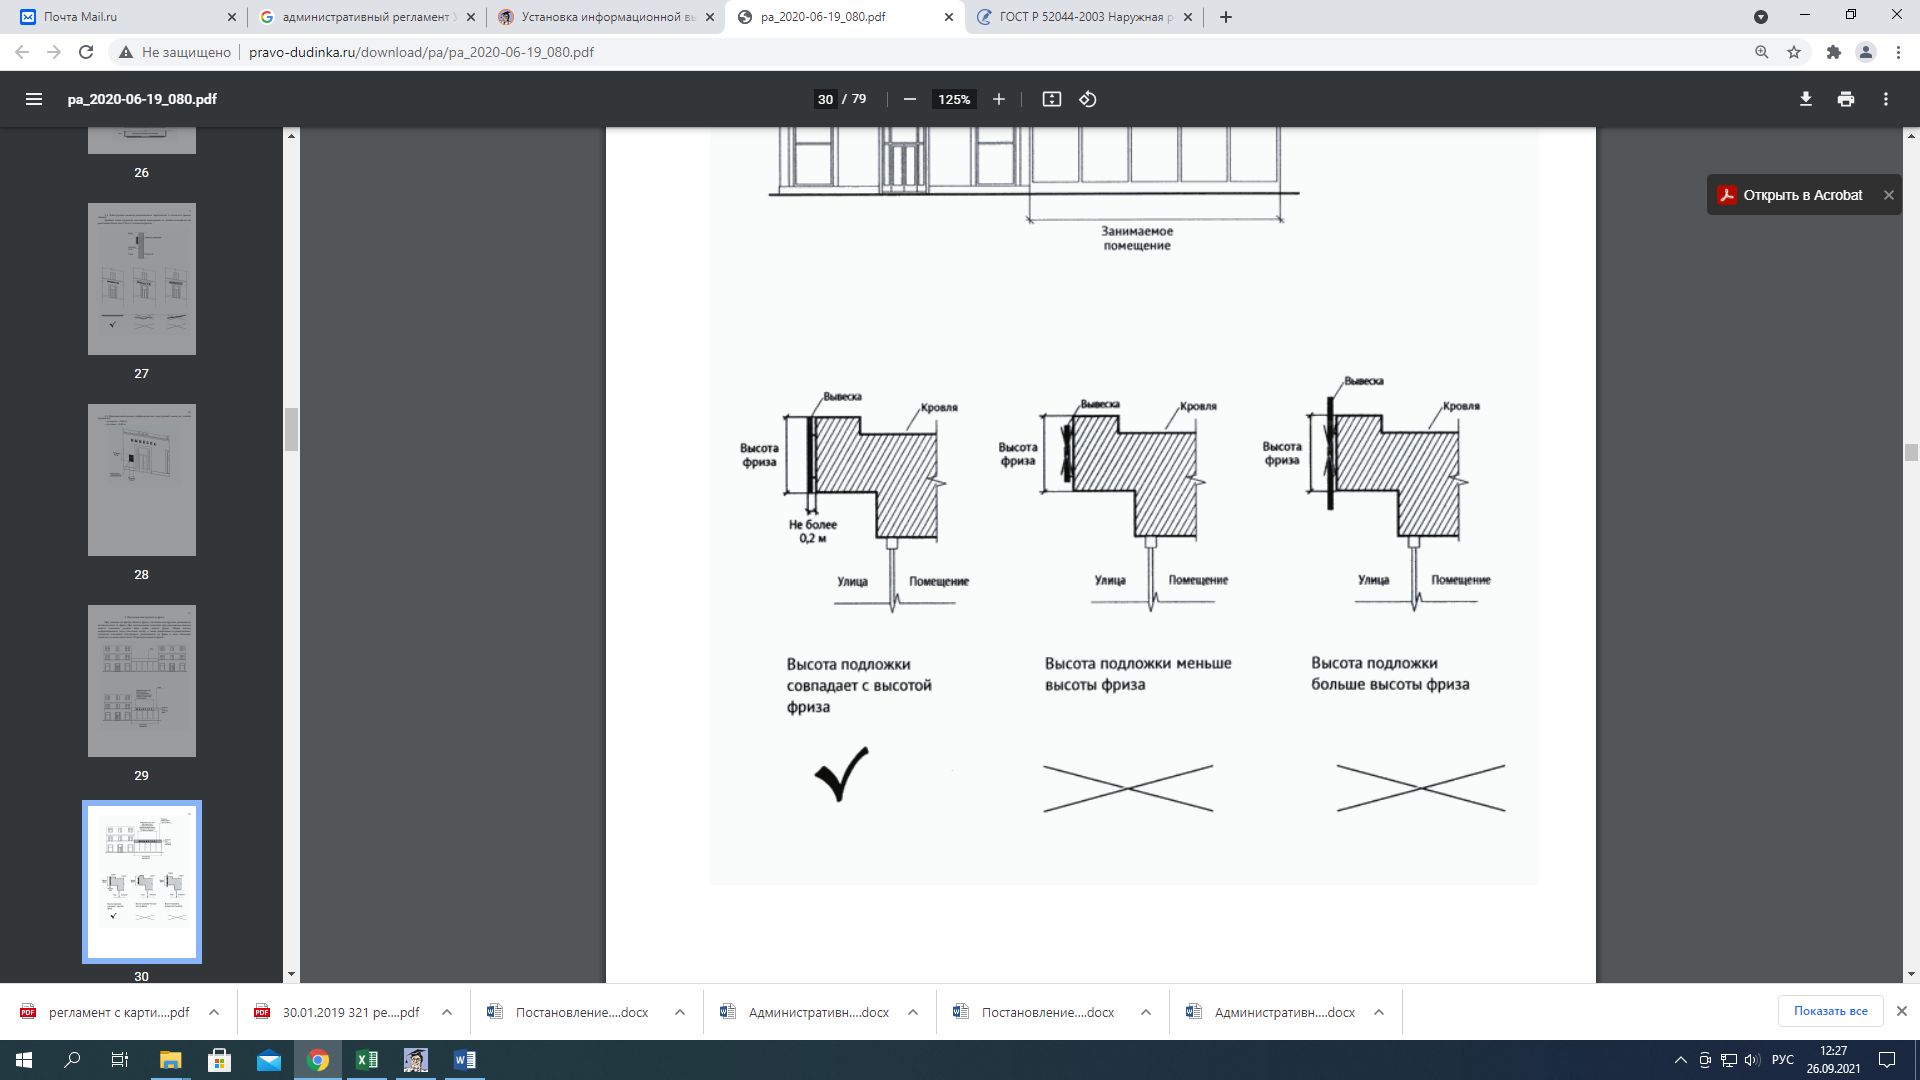 Почта Mail.ru
административный регламент
Установка информационной вы
pa_2020-06-19_080.pdf
ГОСТ Р 52044-2003 Наружная р
Не защищено
pravo-dudinka.ru/download/pa/pa_2020-06-19_080.pdf
pa_2020-06-19_080.pdf
30 / 79
125%
Открыть в Acrobat
26
27
28
29
30
Занимаемое
помещение
Вывеска
Кровля
Высота
фриза
Не более
0,2 м
Улица
Помещение
Вывеска
Кровля
Высота
фриза
Улица
Помещение
Вывеска
Кровля
Высота
фриза
Улица
Помещение
Высота подложки
совпадает с высотой
фриза
Высота подложки меньше
высоты фриза
Высота подложки
больше высоты фриза
регламент с карти....pdf
30.01.2019 321 ре....pdf
Постановление....docx
Административн....docx
Постановление....docx
Административн....docx
Показать все
РУС
12:27
26.09.2021